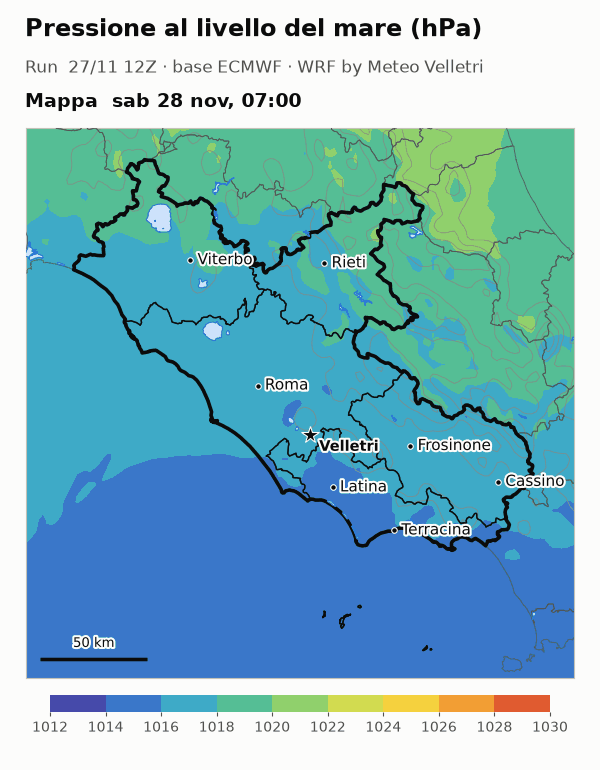 Pressione al livello del mare (hPa)
Run  27/11 12Z · base ECMWF · WRF by Meteo Velletri
Mappa  sab 28 nov, 07:00
Viterbo
Rieti
Roma
Velletri
Frosinone
Latina
Cassino
Terracina
50 km
1012 1014 1016 1018 1020 1022 1024 1026 1028 1030